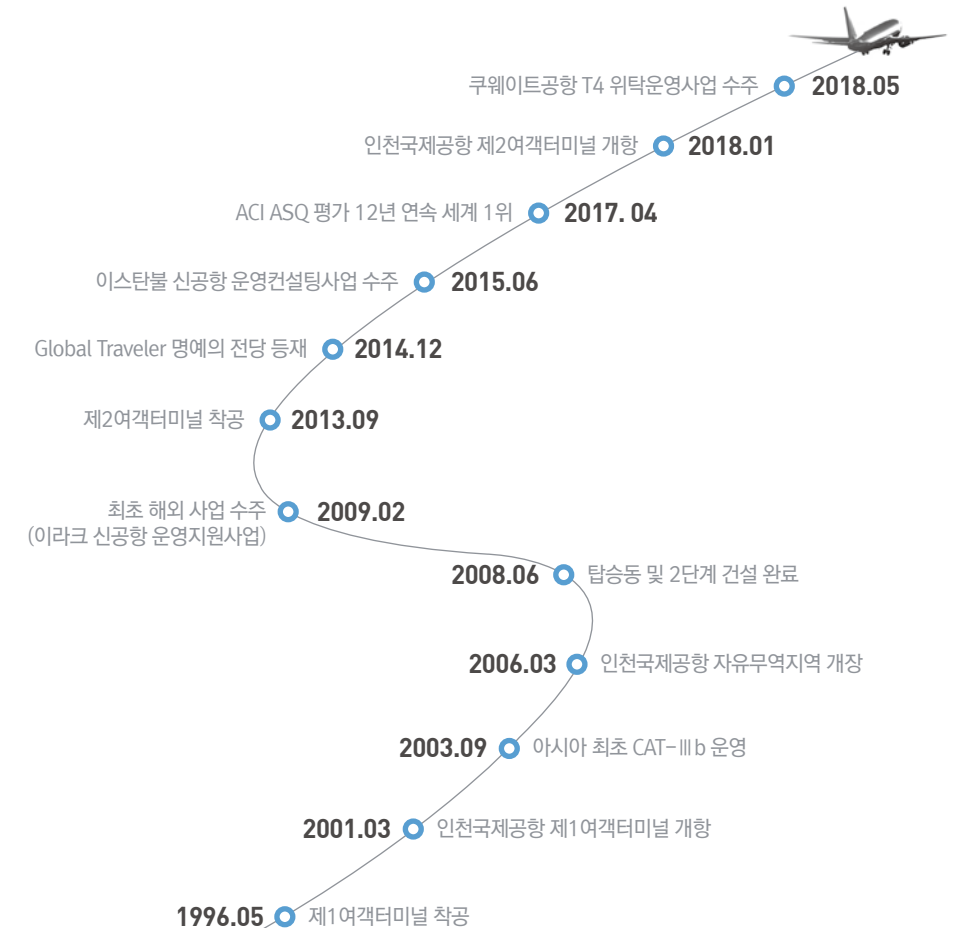 쿠웨이트공항 T4 위탁운영사업 수주 2018.05
인천국제공항 제2여객터미널 개항 2018.01
ACI ASQ 평가 12년 연속 세계 1위 2017. 04
이스탄불 신공항 운영컨설팅사업 수주 2015.06
Global Traveler 명예의 전당 등재 2014.12
제2여객터미널 착공 2013.09
최초 해외 사업 수주 2009.02
(이라크 신공항 운영지원사업)
2008.06 탑승동 및 2단계 건설 완료
2006.03 인천국제공항 자유무역지역 개장
2003.09 아시아 최초 CAT-Ⅲb 운영
2001.03 인천국제공항 제1여객터미널 개항
1996.05 제1여객터미널 착공